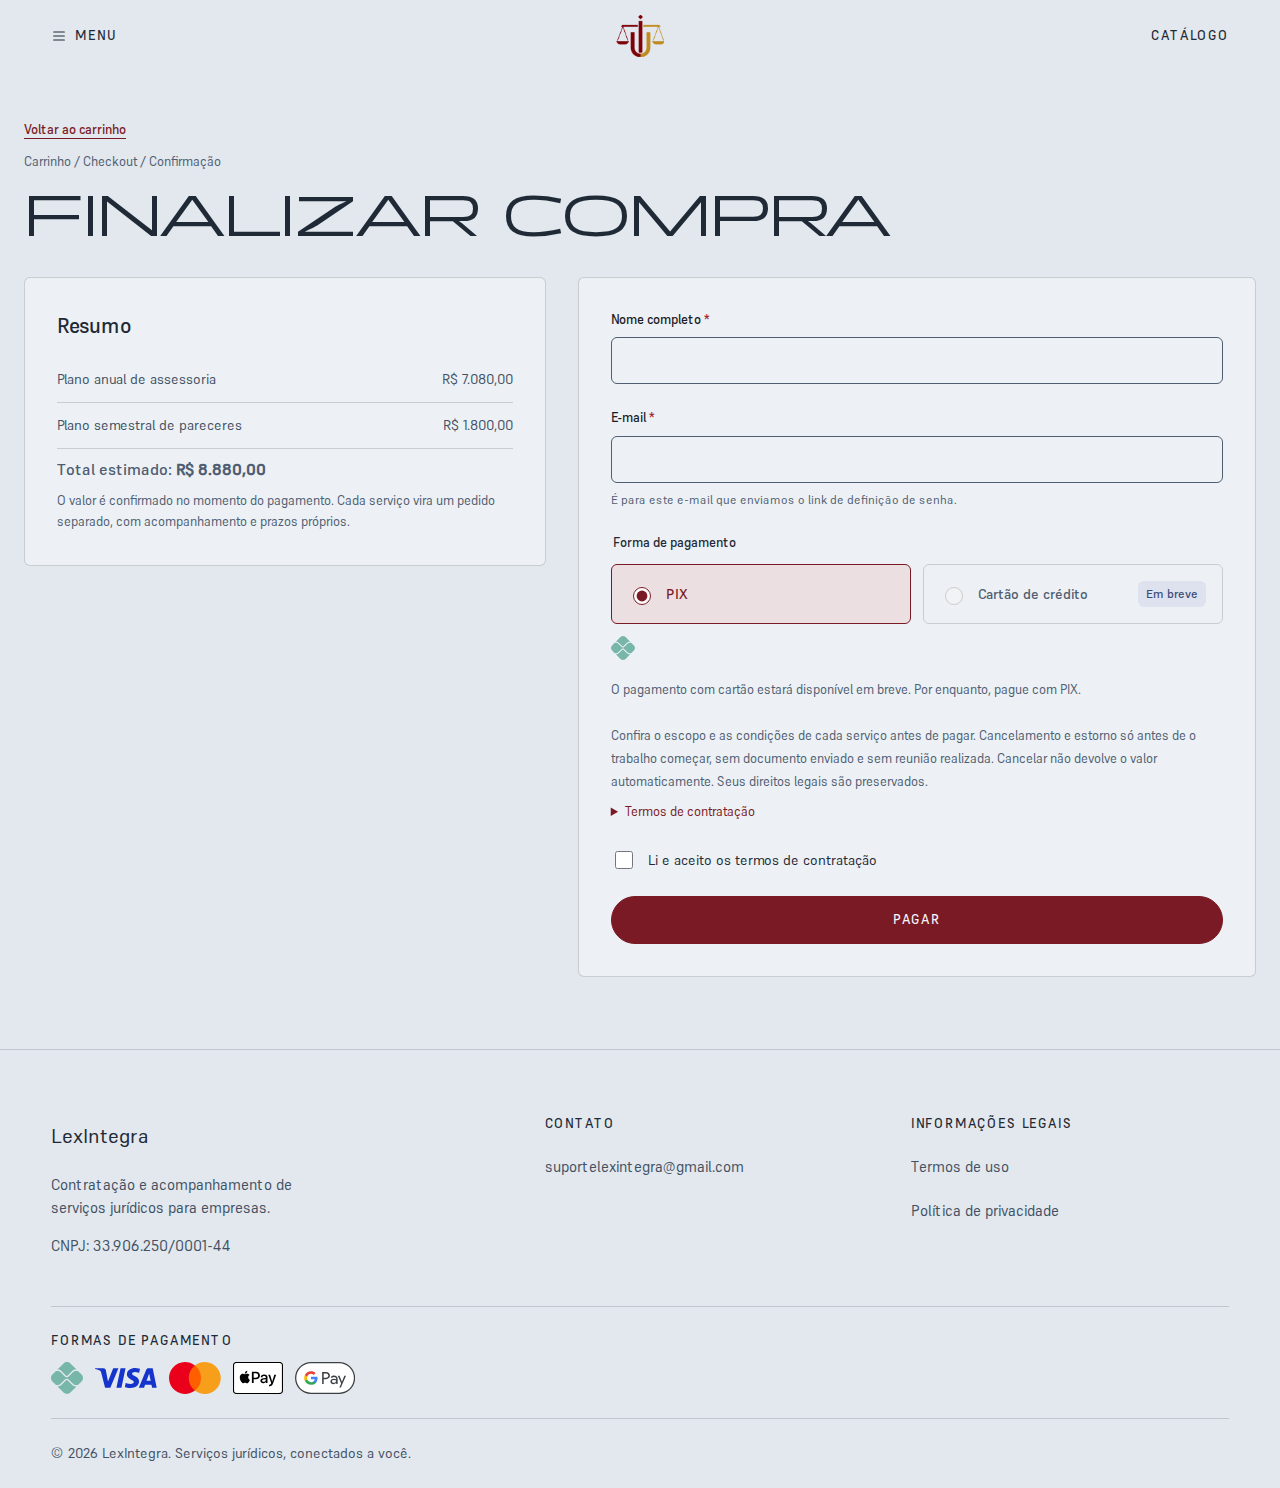 MENU
CATÁLOGO
Voltar ao carrinho
Carrinho / Checkout / Confirmação
FINALIZAR COMPRA
Resumo
Plano anual de assessoria R$ 7.080,00
Plano semestral de pareceres R$ 1.800,00
Total estimado: R$ 8.880,00
O valor é confirmado no momento do pagamento. Cada serviço vira um pedido
separado, com acompanhamento e prazos próprios.
Nome completo *
E-mail *
É para este e-mail que enviamos o link de definição de senha.
Forma de pagamento
PIX
Cartão de crédito Em breve
O pagamento com cartão estará disponível em breve. Por enquanto, pague com PIX.
Confira o escopo e as condições de cada serviço antes de pagar. Cancelamento e estorno só antes de o
trabalho começar, sem documento enviado e sem reunião realizada. Cancelar não devolve o valor
automaticamente. Seus direitos legais são preservados.
Termos de contratação
Li e aceito os termos de contratação
PAGAR
LexIntegra
Contratação e acompanhamento de
serviços jurídicos para empresas.
CNPJ: 33.906.250/0001-44
CONTATO
suportelexintegra@gmail.com
INFORMAÇÕES LEGAIS
Termos de uso
Política de privacidade
FORMAS DE PAGAMENTO
VISA Pay G Pay
© 2026 LexIntegra. Serviços jurídicos, conectados a você.